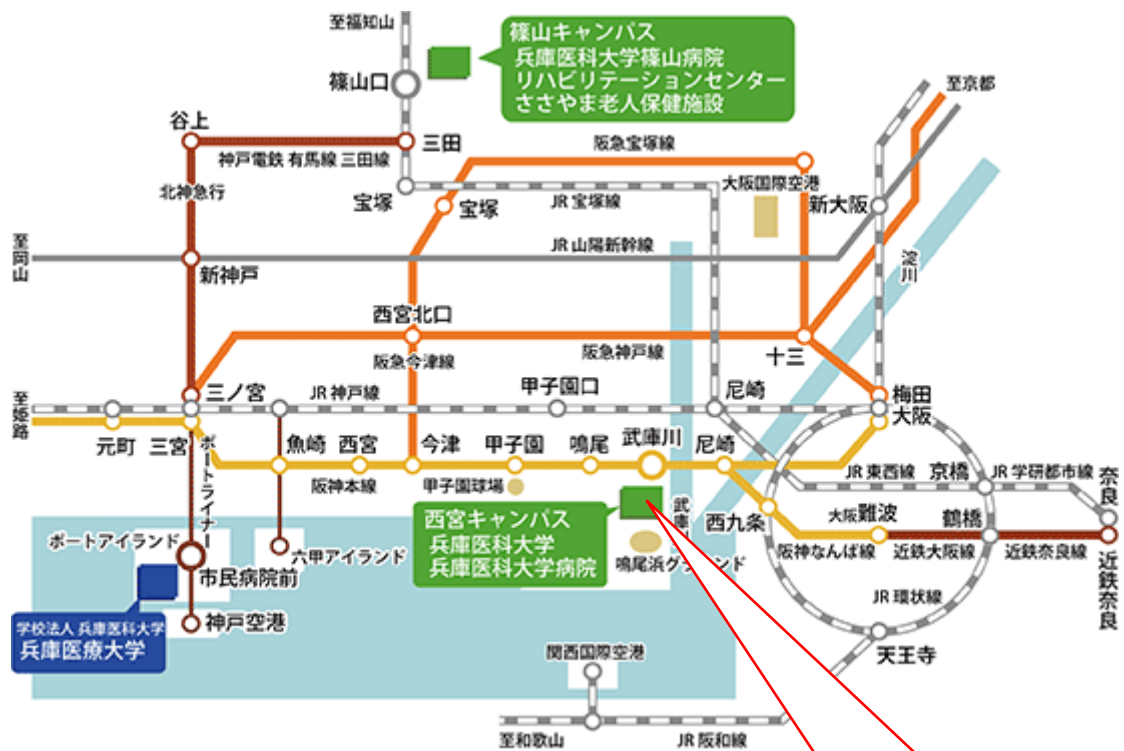 至福知山
篠山キャンパス
兵庫医科大学篠山病院
リハビリテーションセンター
ささやま老人保健施設
篠山口
至京都
谷上
三田
阪急宝塚線
神戸電鉄 有馬線 三田線
北神急行
宝塚
宝塚
JR 宝塚線
大阪国際空港
新大阪
至岡山
JR 山陽新幹線
淀川
新神戸
西宮北口
阪急今津線
阪急神戸線
十三
三ノ宮
JR 神戸線
甲子園口
尼崎
梅田
大阪
至姫路
元町
三宮
ポートライナー
魚崎
西宮
今津
甲子園
鳴尾
武庫川
尼崎
阪神本線
甲子園球場
JR 東西線
京橋
JR 学研都市線
奈良
西宮キャンパス
兵庫医科大学
兵庫医科大学病院
武庫
鳴尾浜グラウンド
西九条
大阪難波
鶴橋
阪神なんば線
近鉄大阪線
近鉄奈良線
近鉄奈良
ポートアイランド
六甲アイランド
市民病院前
JR 環状線
学校法人 兵庫医科大学
兵庫医療大学
神戸空港
天王寺
関西国際空港
至和歌山
JR 阪和線